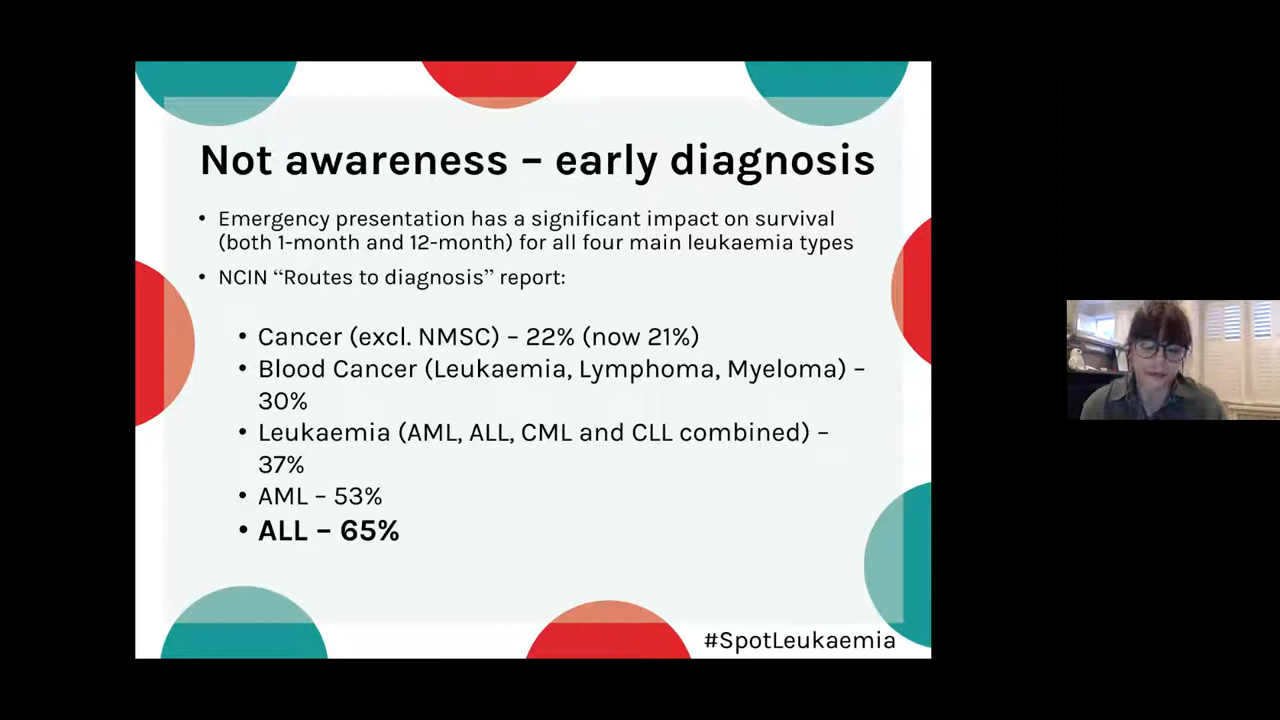 Not awareness – early diagnosis
• Emergency presentation has a significant impact on survival
(both 1-month and 12-month) for all four main leukaemia types
• NCIN “Routes to diagnosis” report:
• Cancer (excl. NMSC) – 22% (now 21%)
• Blood Cancer (Leukaemia, Lymphoma, Myeloma) –
30%
• Leukaemia (AML, ALL, CML and CLL combined) –
37%
• AML – 53%
• ALL – 65%
#SpotLeukaemia